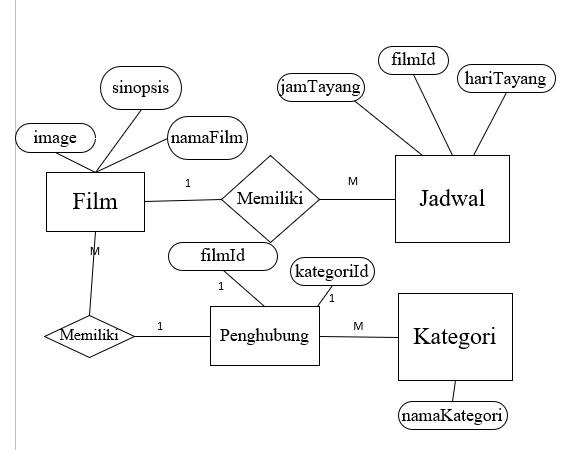 filmId
hariTayang
jamTayang
sinopsis
image
namaFilm
Film
1
Memiliki
M
Jadwal
M
filmId
kategoriId
1
1
Memiliki
1
Penghubung
M
Kategori
namaKategori